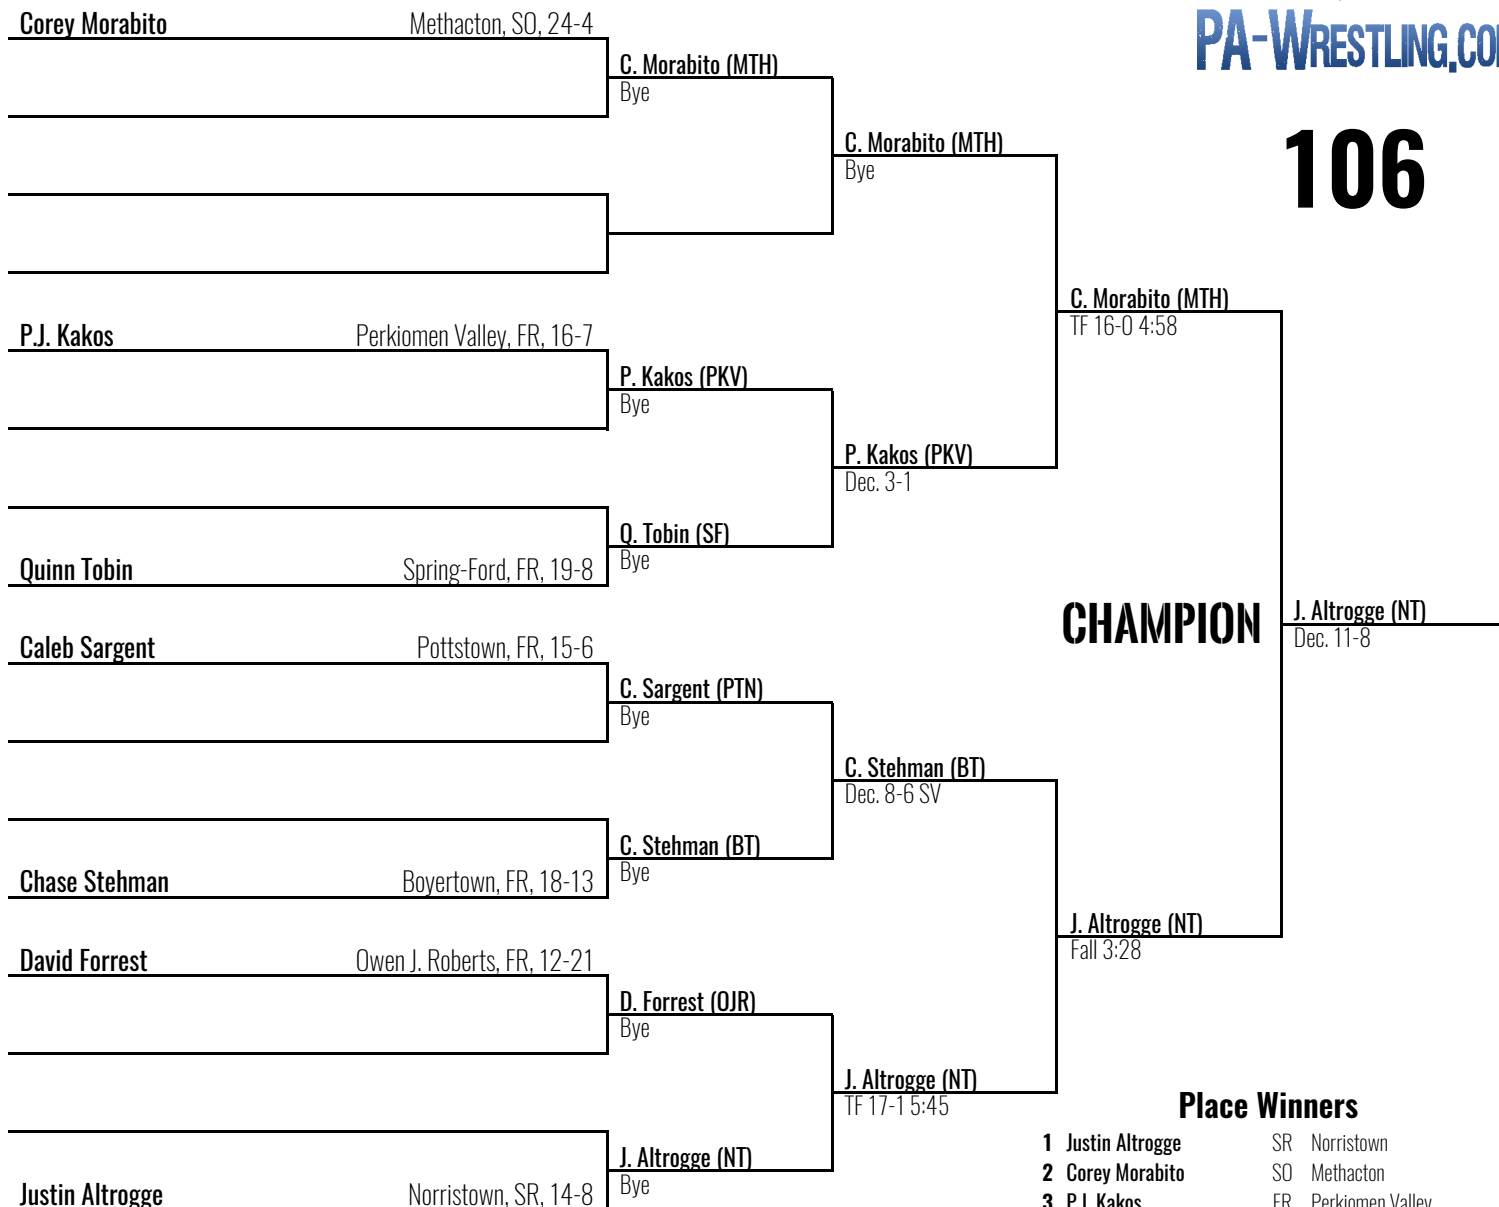 Corey Morabito Methacton, SO, 24-4
PA-WRESTLING.CO
C. Morabito (MTH)
Bye
106
C. Morabito (MTH)
Bye
C. Morabito (MTH)
TF 16-0 4:58
P.J. Kakos Perkiomen Valley, FR, 16-7
P. Kakos (PKV)
Bye
P. Kakos (PKV)
Dec. 3-1
Q. Tobin (SF)
Bye
Quinn Tobin Spring-Ford, FR, 19-8
CHAMPION
J. Altrogge (NT)
Dec. 11-8
Caleb Sargent Pottstown, FR, 15-6
C. Sargent (PTN)
Bye
C. Stehman (BT)
Dec. 8-6 SV
C. Stehman (BT)
Bye
Chase Stehman Boyertown, FR, 18-13
J. Altrogge (NT)
Fall 3:28
David Forrest Owen J. Roberts, FR, 12-21
D. Forrest (OJR)
Bye
J. Altrogge (NT)
TF 17-1 5:45
J. Altrogge (NT)
Bye
Justin Altrogge Norristown, SR, 14-8
Place Winners
1 Justin Altrogge SR Norristown
2 Corey Morabito SO Methacton
3 P.J. Kakos FR Perkiomen Valley